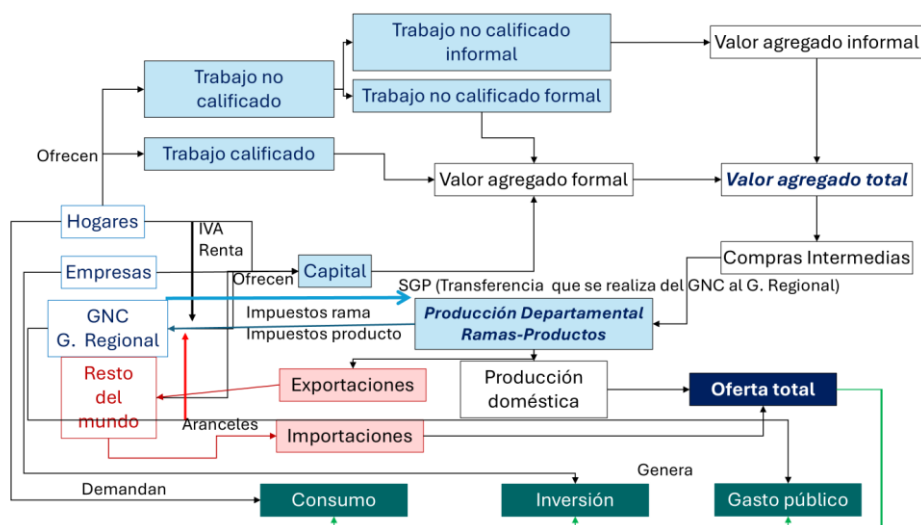 Trabajo no calificado
informal
Valor agregado informal
Trabajo no
calificado
Trabajo no calificado formal
Ofrecen
Trabajo calificado
Valor agregado formal
Valor agregado total
Hogares
IVA
Renta
Compras Intermedias
Empresas
Ofrecen
Capital
SGP (Transferencia que se realiza del GNC al G. Regional)
GNC
G. Regional
Impuestos rama
Impuestos producto
Producción Departamental
Ramas-Productos
Resto
del
mundo
Exportaciones
Producción
doméstica
Oferta total
Aranceles
Importaciones
Genera
Demandan
Consumo
Inversión
Gasto público